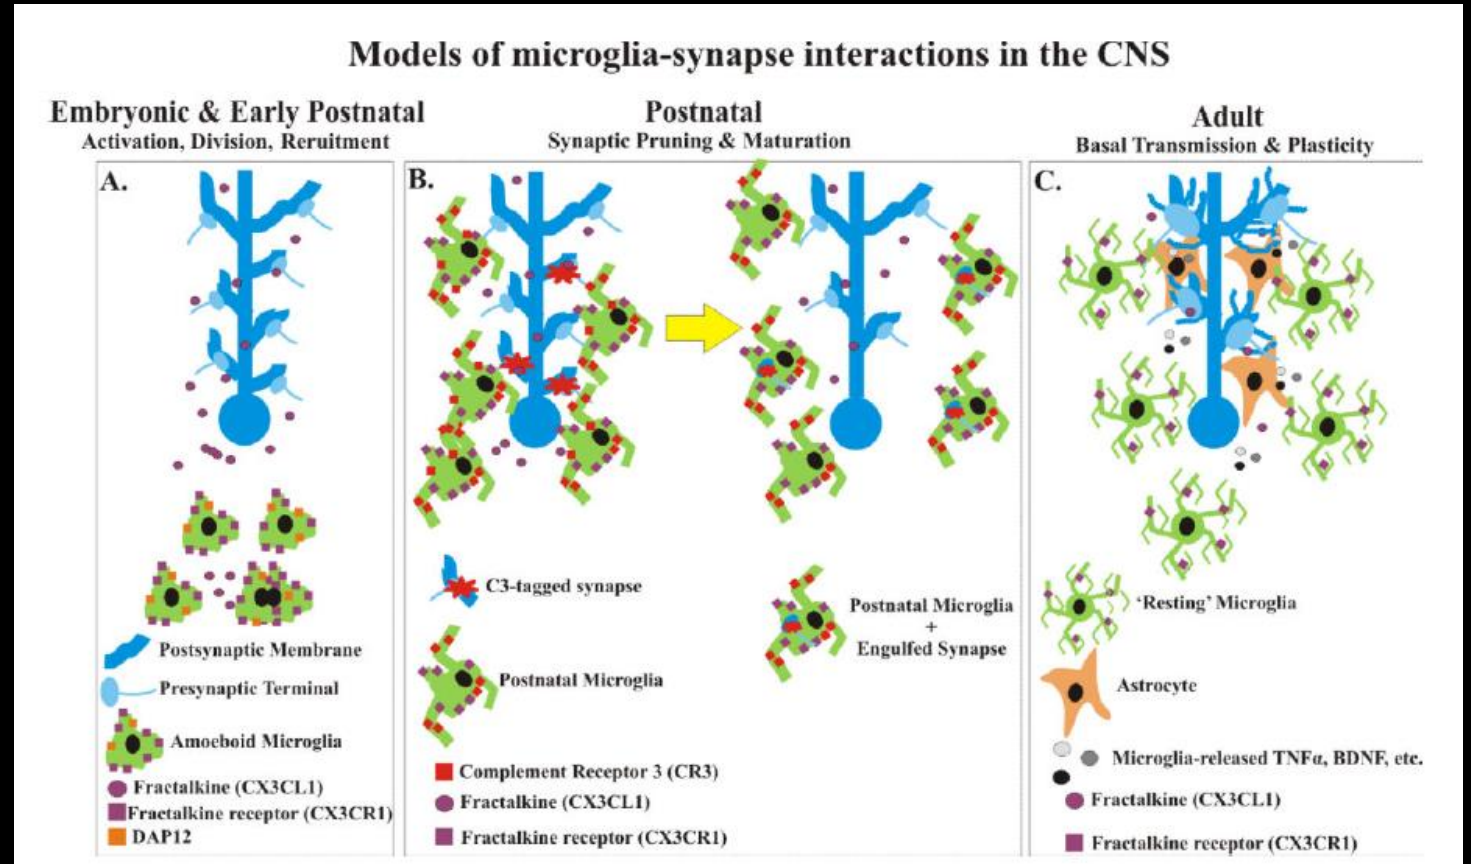 Models of microglia-synapse interactions in the CNS
Embryonic & Early Postnatal
Activation, Division, Reruitment
Postnatal
Synaptic Pruning & Maturation
Adult
Basal Transmission & Plasticity
A.
Postsynaptic Membrane
Presynaptic Terminal
Amoeboid Microglia
Fractalkine (CX3CL1)
Fractalkine receptor (CX3CR1)
DAP12
B.
C3-tagged synapse
Postnatal Microglia
Postnatal Microglia
+
Engulfed Synapse
Complement Receptor 3 (CR3)
Fractalkine (CX3CL1)
Fractalkine receptor (CX3CR1)
C.
‘Resting’ Microglia
Astrocyte
Microglia-released TNFα, BDNF, etc.
Fractalkine (CX3CL1)
Fractalkine receptor (CX3CR1)